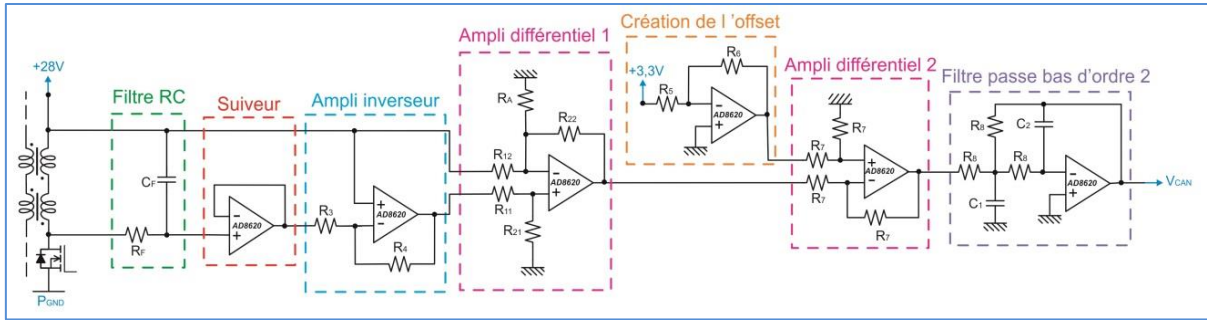 +28V
Filtre RC
Suiveur
Ampli inverseur
Ampli différentiel 1
Création de l 'offset
Ampli différentiel 2
Filtre passe bas d'ordre 2
PGND
CF
RF
-
+
AD8620
R3
+
-
AD8620
R4
RA
R22
R12
R11
R21
-
+
AD8620
+3,3V
R5
R6
-
+
AD8620
R7
R7
R7
R7
+
-
AD8620
R8
R8
R8
C2
C1
-
+
AD8620
VCAN